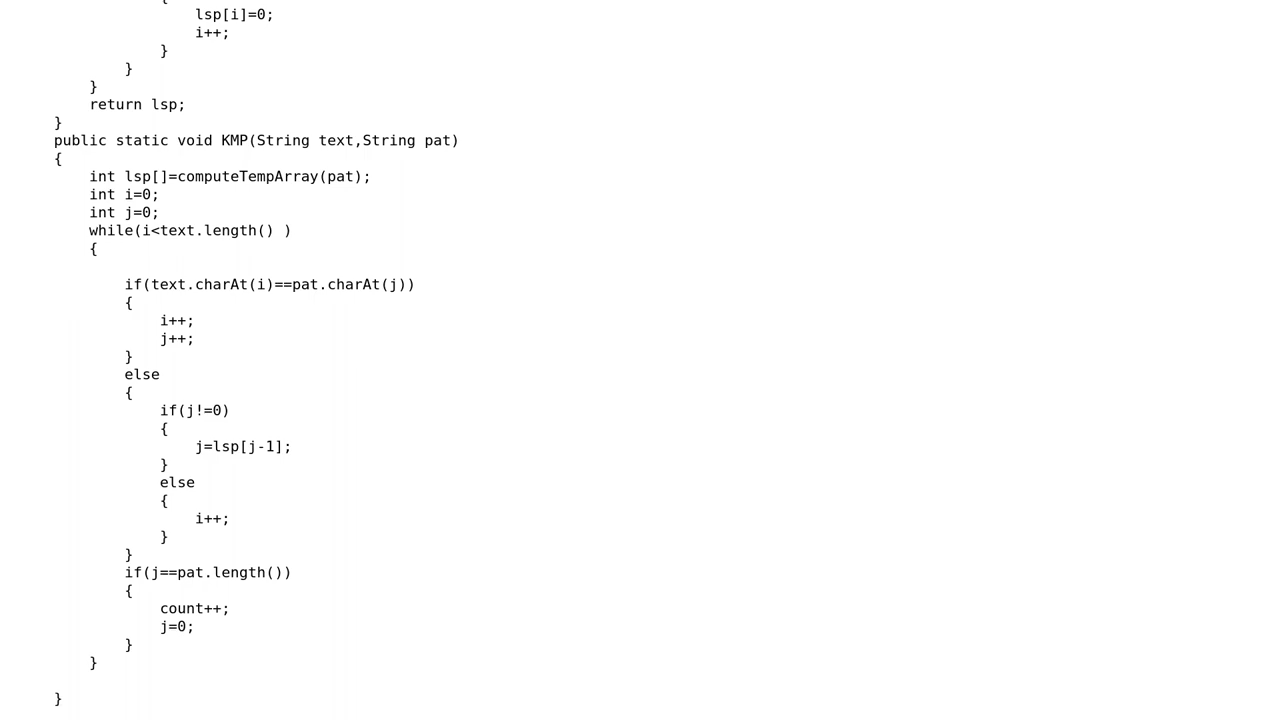 {
lsp[i]=0;
i++;
}
}
}
return lsp;
}
public static void KMP(String text,String pat)
{
int lsp[]=computeTempArray(pat);
int i=0;
int j=0;
while(i<text.length() )
{
if(text.charAt(i)==pat.charAt(j))
{
i++;
j++;
}
else
{
if(j!=0)
{
j=lsp[j-1];
}
else
{
i++;
}
}
if(j==pat.length())
{
count++;
j=0;
}
}
}